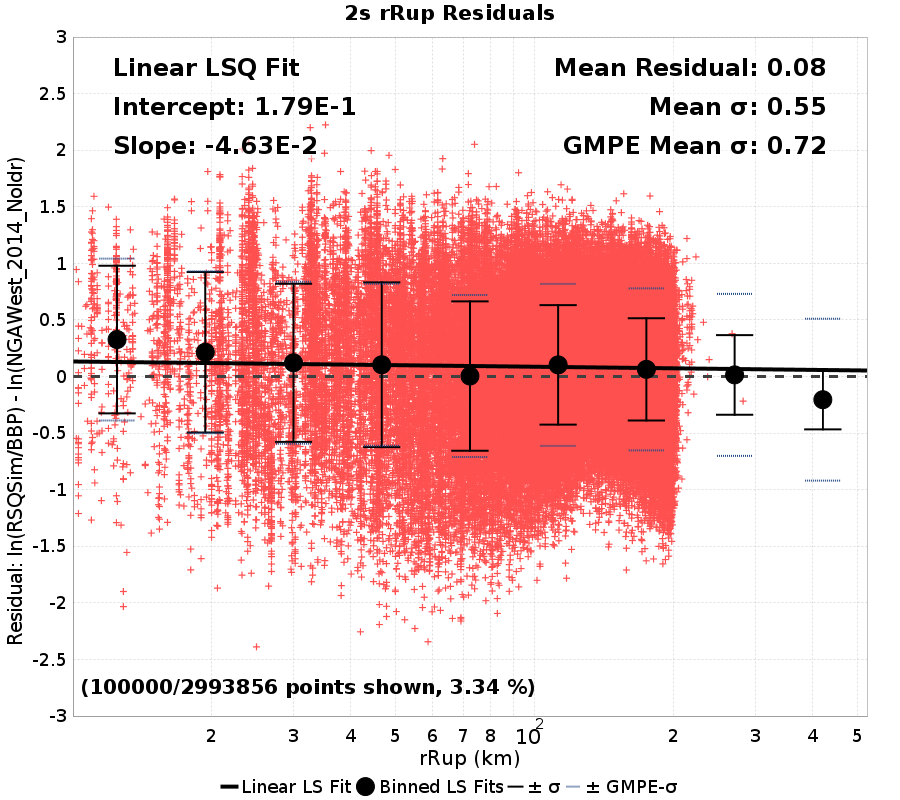 2s rRup Residuals
Linear LSQ Fit
Intercept: 1.79E-1
Slope: -4.63E-2
Mean Residual: 0.08
Mean σ: 0.55
GMPE Mean σ: 0.72
Residual: ln(RSQSim/BBP) - ln(NGAWest_2014_NoIdr)
3
2.5
2
1.5
1
0.5
0
-0.5
-1
-1.5
-2
-2.5
-3
(100000/2993856 points shown, 3.34 %)
2 3 4 5 6 7 8 10² 2 3 4 5
rRup (km)
Linear LS Fit Binned LS Fits ± σ ± GMPE-σ